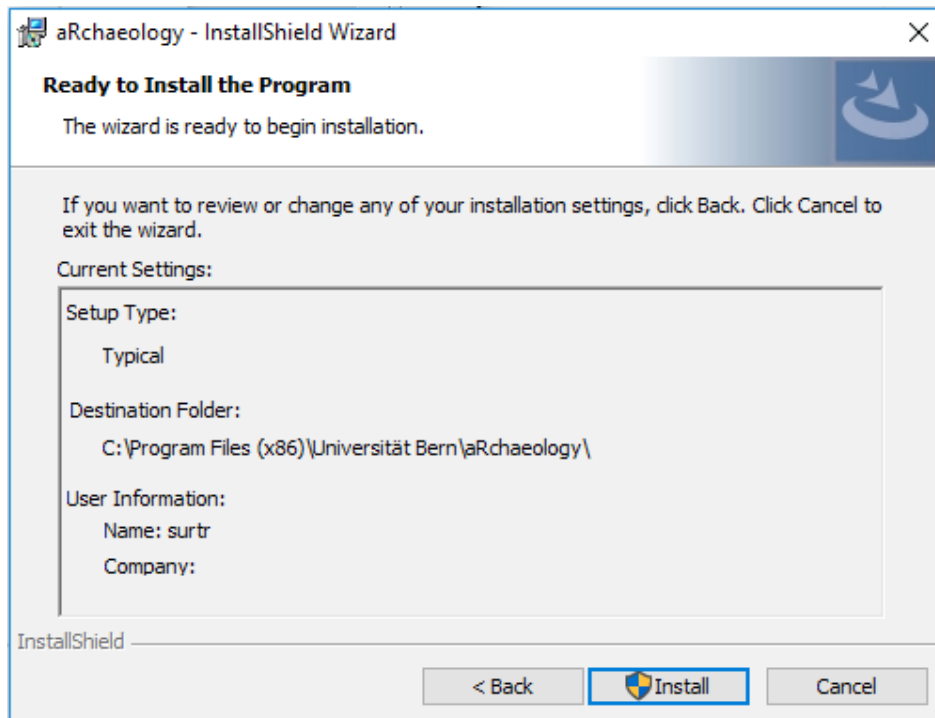 aRchaeology - InstallShield Wizard
Ready to Install the Program
The wizard is ready to begin installation.
If you want to review or change any of your installation settings, click Back. Click Cancel to
exit the wizard.
Current Settings:
Setup Type:
Typical
Destination Folder:
C:\Program Files (x86)\Universität Bern\aRchaeology\
User Information:
Name: surtr
Company:
InstallShield
< Back
Install
Cancel